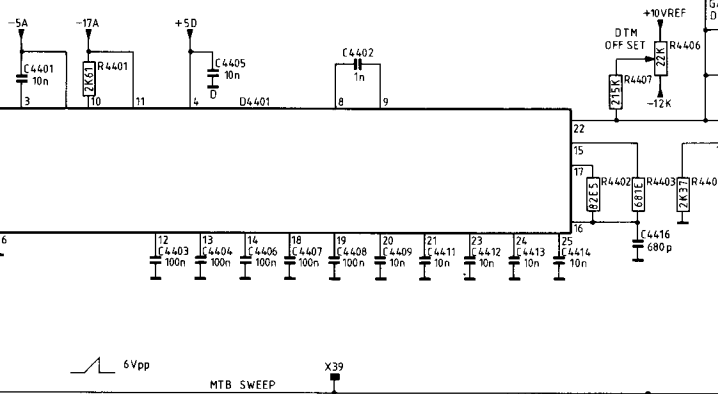 -5A
-17A
+5D
+10VREF
DTM
OFFSET
C4401
10n
2K61
R4401
C4405
10n
D
C4402
1n
22K
R4406
R4407
215K
-12K
3
10
11
4
D4401
8
9
22
15
17
82E5
R4402
681E
R4403
2K37
16
C4416
680p
6
12
13
14
18
19
20
21
23
24
25
C4403
100n
C4404
100n
C4406
100n
C4407
100n
C4408
100n
C4409
10n
C4411
10n
C4412
10n
C4413
10n
C4414
10n
6Vpp
X39
MTB SWEEP